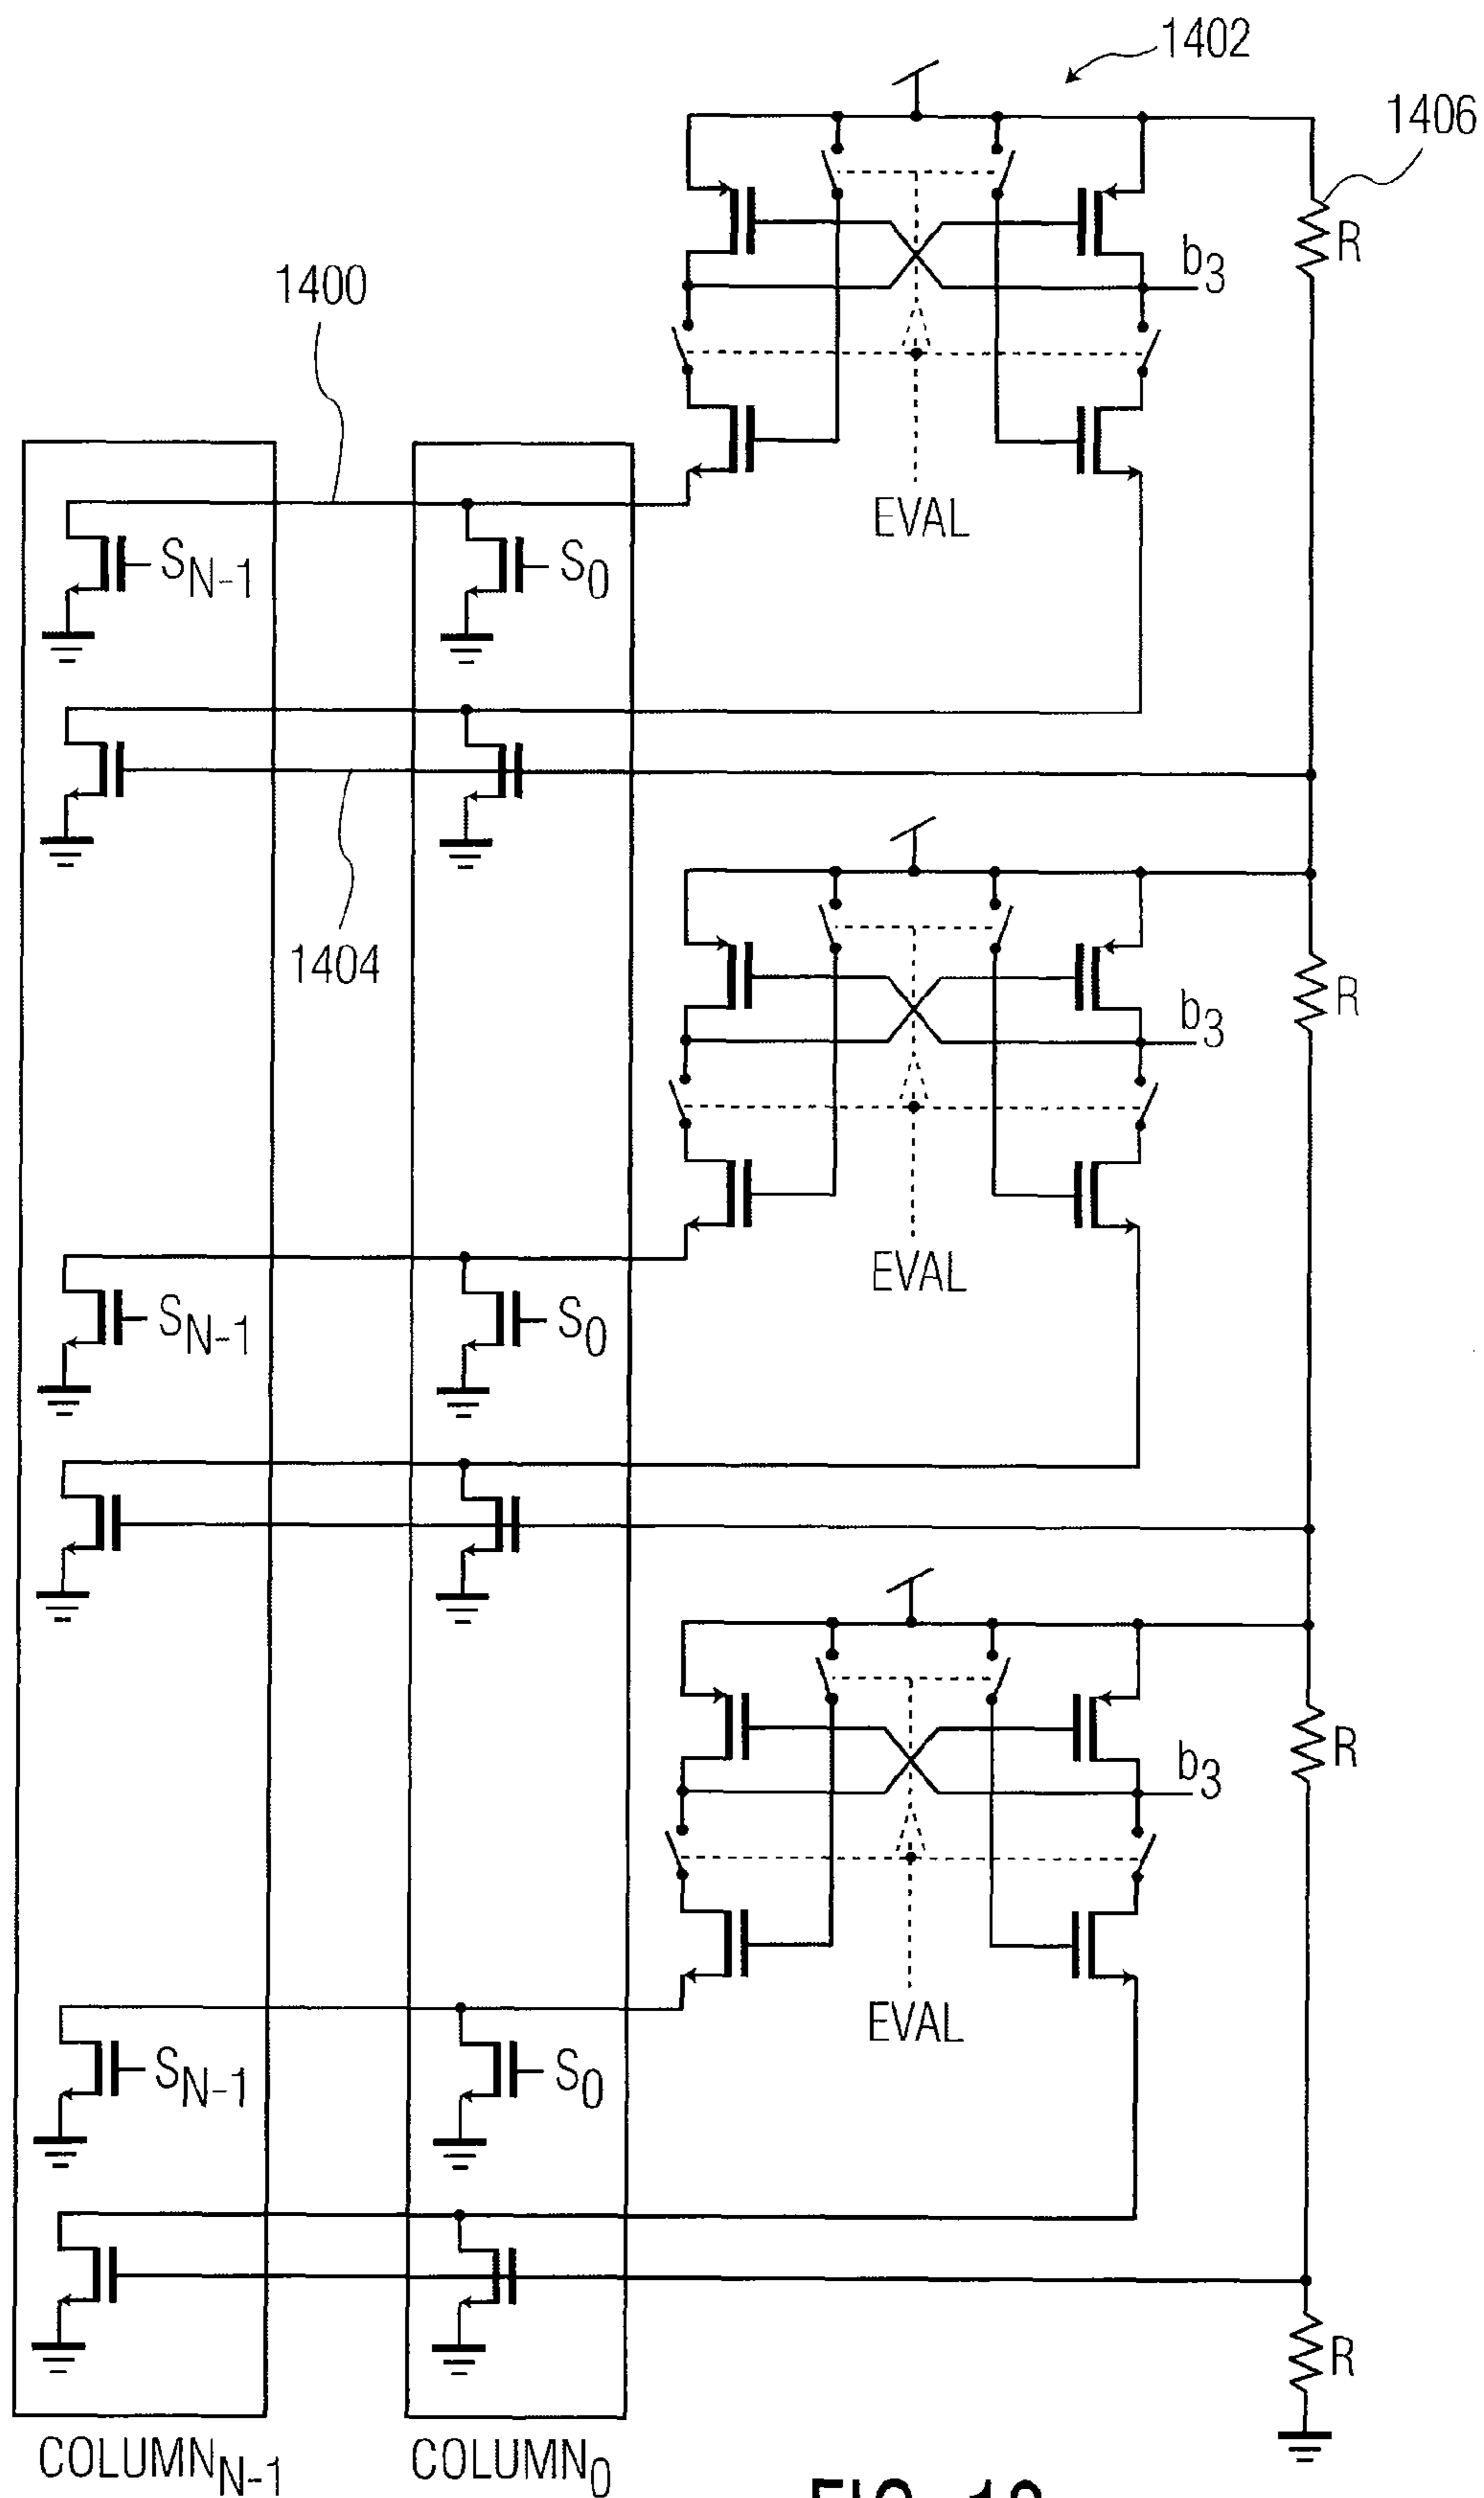 1402
1406
R
b3
1400
EVAL
SN-1
S0
1404
R
b3
EVAL
SN-1
S0
R
b3
EVAL
SN-1
S0
R
COLUMNN-1
COLUMN0
FIG.